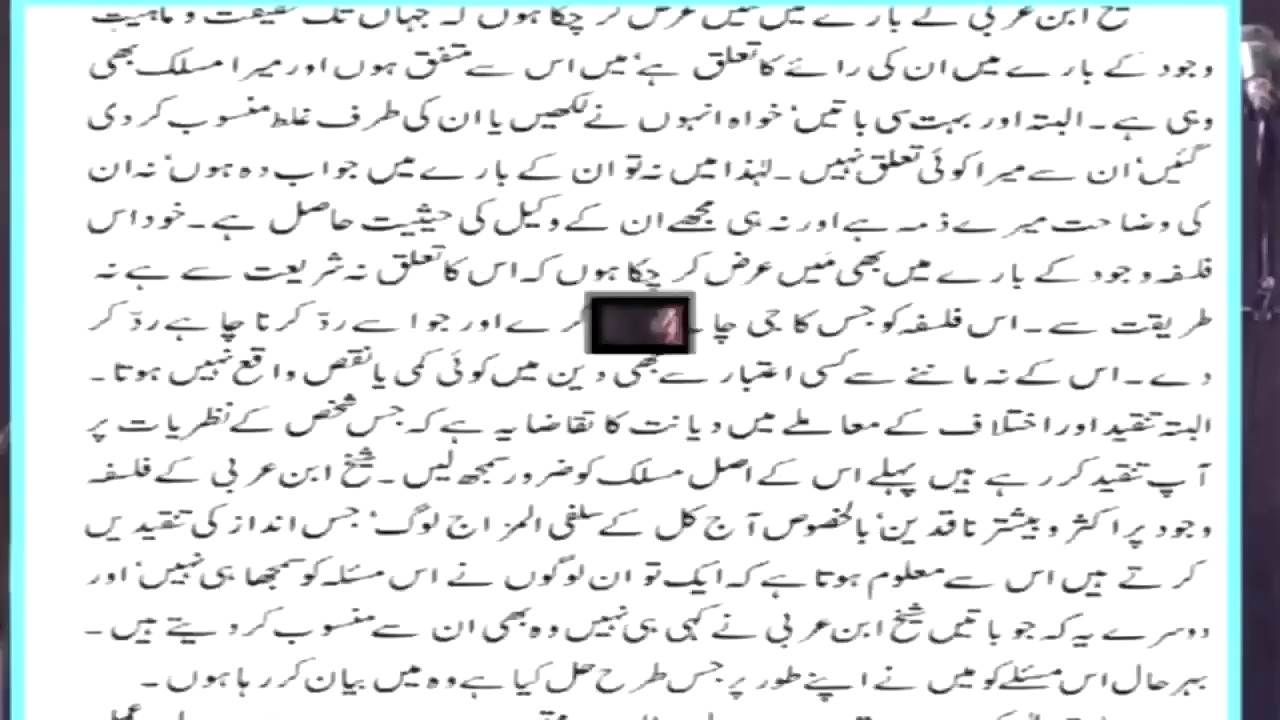 شیخ ابن عربی کے بارے میں مَیں عرض کر چکا ہوں کہ جہاں تک حقیقت و ماہیت
وجود کے بارے میں ان کی رائے کا تعلق ہے‘ میں اس سے متفق ہوں اور میرا مسلک بھی
وہی ہے۔ البتہ اور بہت سی باتیں‘ خواہ انہوں نے لکھیں یا ان کی طرف غلط منسوب کر دی
گئیں‘ ان سے میرا کوئی تعلق نہیں۔ لہٰذا میں نہ تو ان کے بارے میں جواب دہ ہوں‘ نہ ان
کی وضاحت میرے ذمہ ہے اور نہ ہی مجھے ان کے وکیل کی حیثیت حاصل ہے۔ خود اس
فلسفہ وجود کے بارے میں بھی مَیں عرض کر چکا ہوں کہ اس کا تعلق نہ شریعت سے ہے نہ
طریقت سے۔ اس فلسفہ کو جس کا جی اور جو اسے ردّ کرنا چاہے ردّ کر
دے۔ اس کے نہ ماننے سے کسی اعتبار سے بھی دین میں کوئی کمی یا نقص واقع نہیں ہوتا۔
البتہ تنقید اور اختلاف کے معاملے میں دیانت کا تقاضا یہ ہے کہ جس شخص کے نظریات پر
آپ تنقید کر رہے ہیں پہلے اس کے اصل مسلک کو ضرور سمجھ لیں۔ شیخ ابن عربی کے فلسفہ
وجود پر اکثر و بیشتر ناقدین‘ بالخصوص آج کل کے سلفی المزاج لوگ‘ جس انداز کی تنقیدیں
کرتے ہیں اس سے معلوم ہوتا ہے کہ ایک تو ان لوگوں نے اس مسئلہ کو سمجھا ہی نہیں‘ اور
دوسرے یہ کہ جو باتیں شیخ ابن عربی نے کہی ہی نہیں وہ بھی ان سے منسوب کر دیتے ہیں۔
بہرحال اس مسئلے کو میں نے اپنے طور پر جس طرح حل کیا ہے وہ میں بیان کر رہا ہوں۔